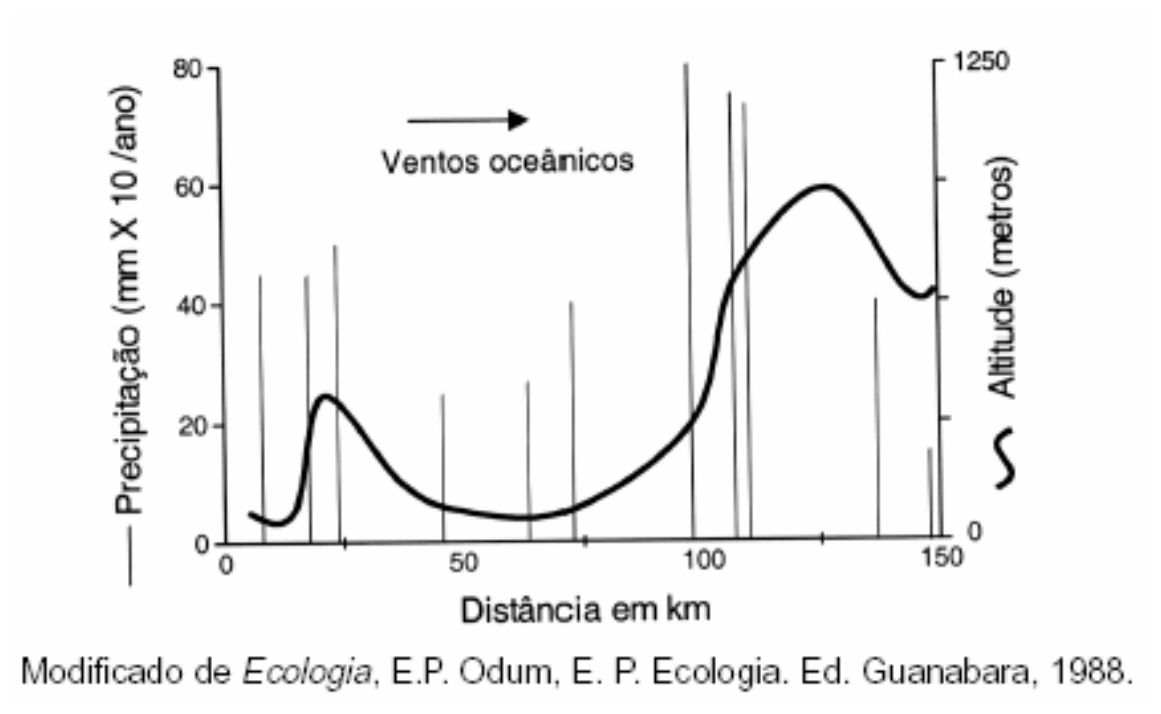 80
60
40
20
0
Precipitação (mm X 10 /ano)
Ventos oceânicos
1250
0
Altitude (metros)
0
50
100
150
Distância em km
Modificado de Ecologia, E.P. Odum, E. P. Ecologia. Ed. Guanabara, 1988.